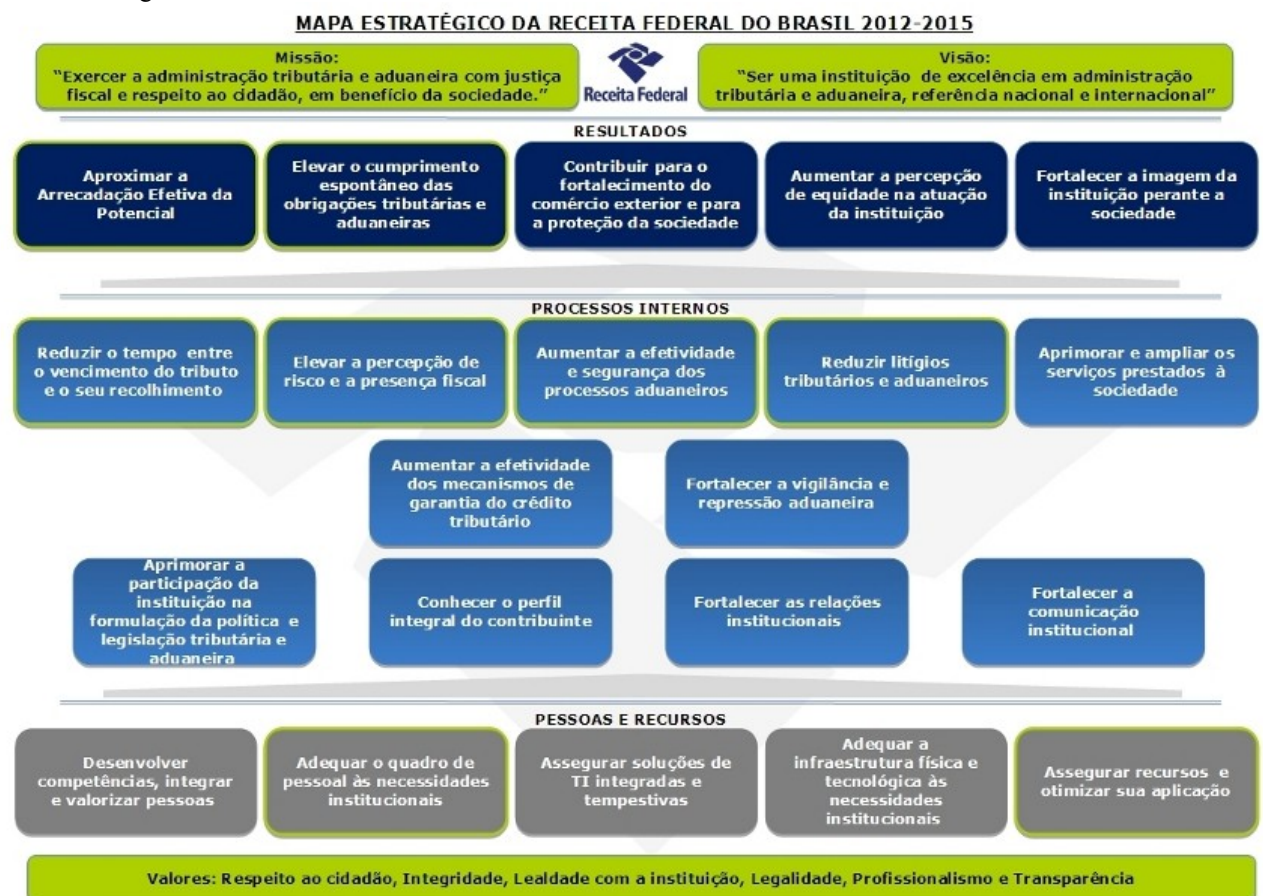 MAPA ESTRATÉGICO DA RECEITA FEDERAL DO BRASIL 2012-2015
Missão:
"Exercer a administração tributária e aduaneira com justiça
fiscal e respeito ao cidadão, em benefício da sociedade."
Receita Federal
Visão:
"Ser uma instituição de excelência em administração
tributária e aduaneira, referência nacional e internacional"
RESULTADOS
Aproximar a
Arrecadação Efetiva da
Potencial
Elevar o cumprimento
espontâneo das
obrigações tributárias e
aduaneiras
Contribuir para o
fortalecimento do
comércio exterior e para
a proteção da sociedade
Aumentar a percepção
de equidade na atuação
da instituição
Fortalecer a imagem da
instituição perante a
sociedade
PROCESSOS INTERNOS
Reduzir o tempo entre
o vencimento do tributo
e o seu recolhimento
Elevar a percepção de
risco e a presença fiscal
Aumentar a efetividade
e segurança dos
processos aduaneiros
Reduzir litígios
tributários e aduaneiros
Aprimorar e ampliar os
serviços prestados à
sociedade
Aumentar a efetividade
dos mecanismos de
garantia do crédito
tributário
Fortalecer a vigilância e
repressão aduaneira
Aprimorar a
participação da
instituição na
formulação da política e
legislação tributária e
aduaneira
Conhecer o perfil
integral do contribuinte
Fortalecer as relações
institucionais
Fortalecer a
comunicação
institucional
PESSOAS E RECURSOS
Desenvolver
competências, integrar
e valorizar pessoas
Adequar o quadro de
pessoal às necessidades
institucionais
Assegurar soluções de
TI integradas e
tempestivas
Adequar a
infraestrutura física e
tecnológica às
necessidades
institucionais
Assegurar recursos e
otimizar sua aplicação
Valores: Respeito ao cidadão, Integridade, Lealdade com a instituição, Legalidade, Profissionalismo e Transparência